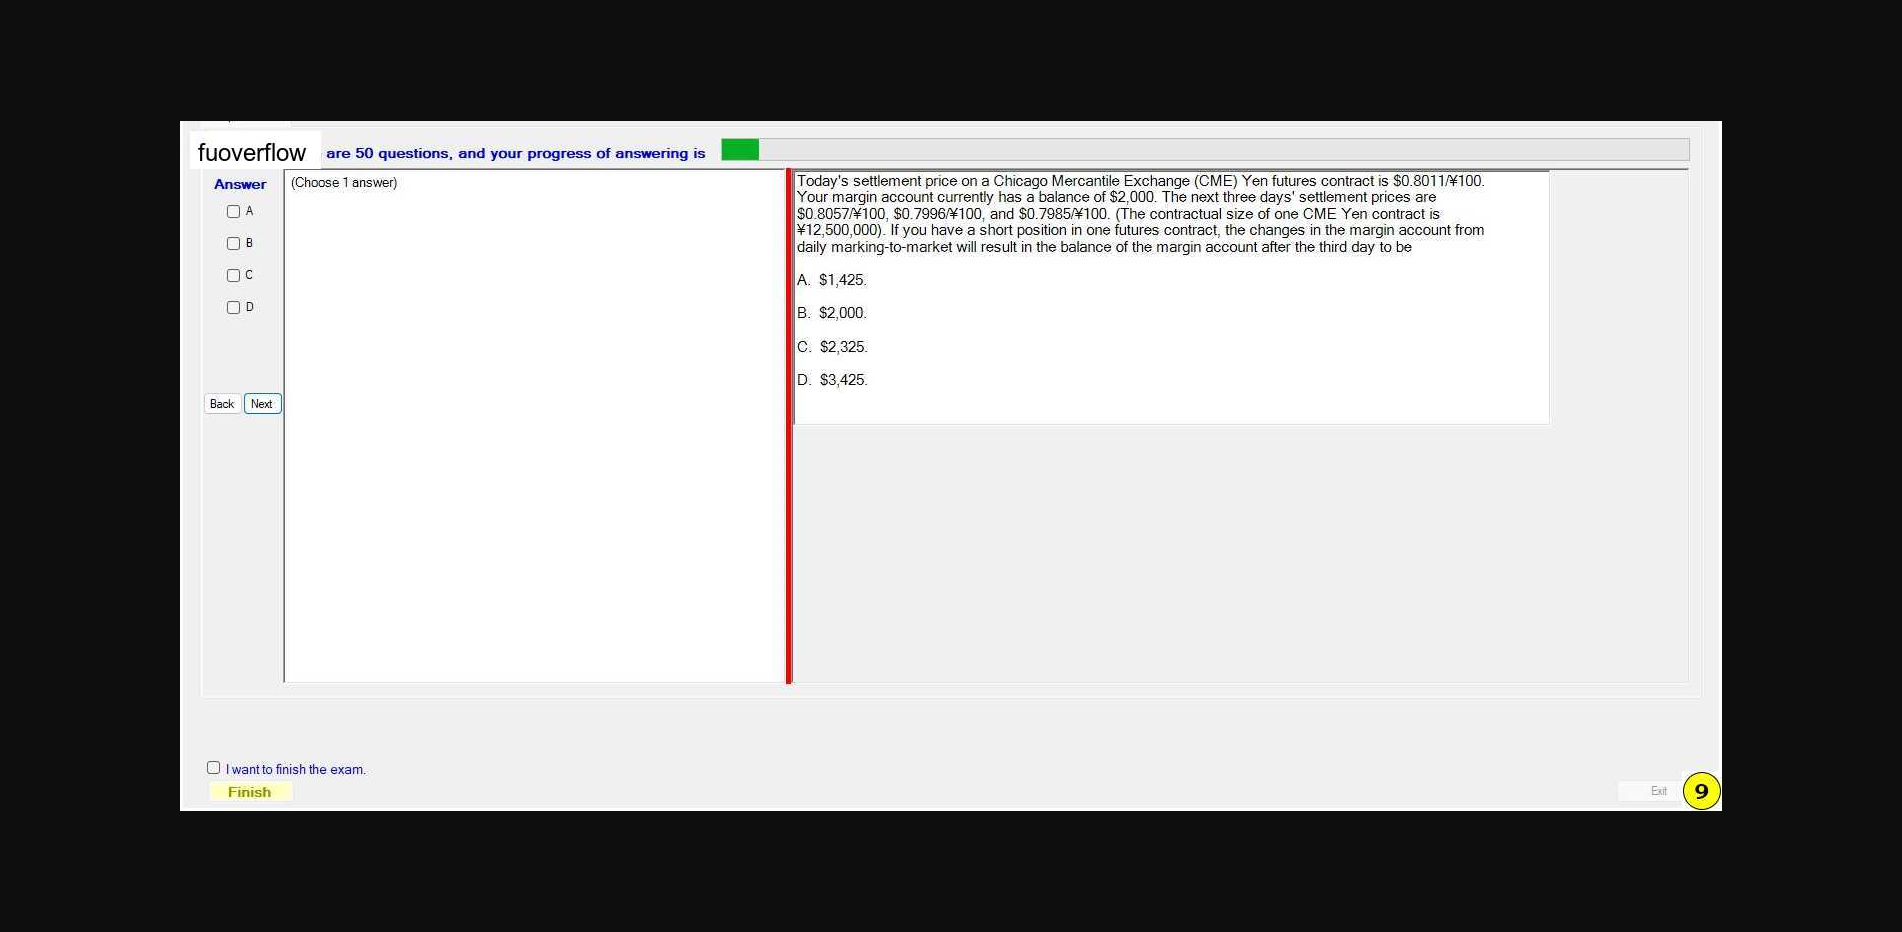 fuoverflow are 50 questions, and your progress of answering is
Answer
(Choose 1 answer)
A
B
C
D
Back Next
Today's settlement price on a Chicago Mercantile Exchange (CME) Yen futures contract is $0.8011/¥100.
Your margin account currently has a balance of $2,000. The next three days' settlement prices are
$0.8057/¥100, $0.7996/¥100, and $0.7985/¥100. (The contractual size of one CME Yen contract is
¥12,500,000). If you have a short position in one futures contract, the changes in the margin account from
daily marking-to-market will result in the balance of the margin account after the third day to be
A. $1,425.
B. $2,000.
C. $2,325.
D. $3,425.
I want to finish the exam.
Finish
Exit
9